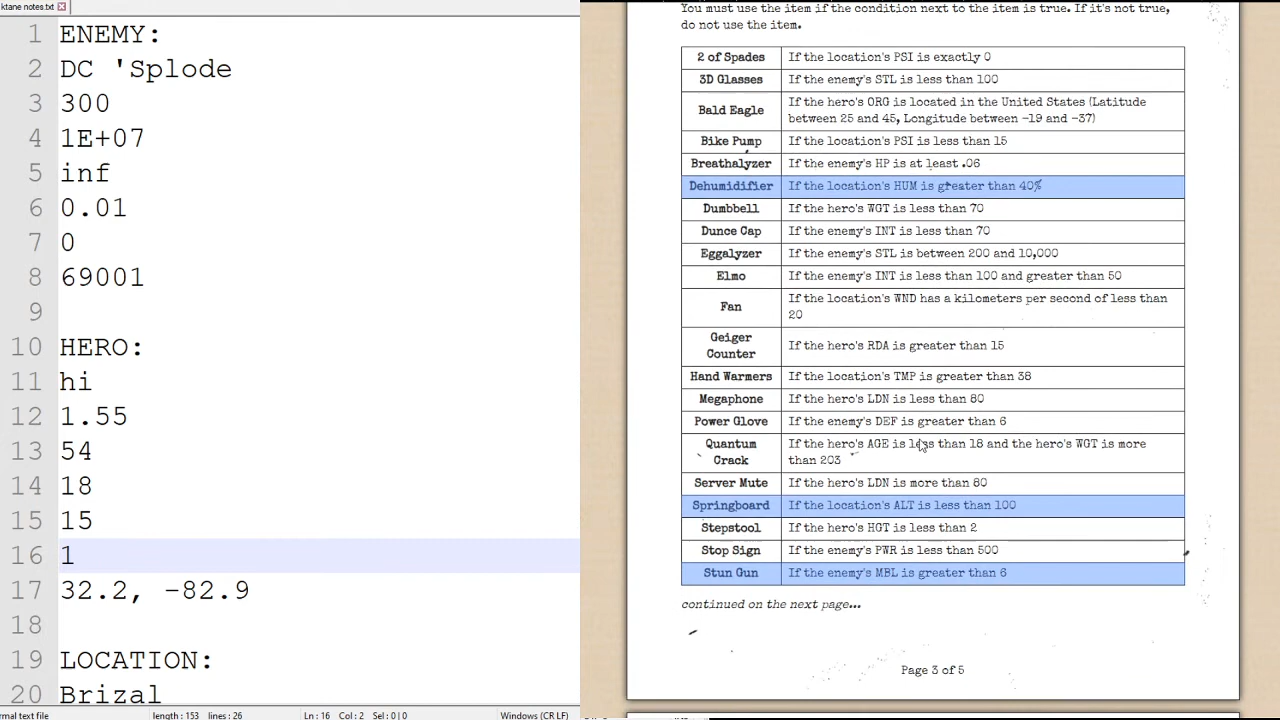 ktane notes.txt
1 ENEMY:
2 DC 'Splode
3 300
4 1E+07
5 inf
6 0.01
7 0
8 69001
9
10 HERO:
11 hi
12 1.55
13 54
14 18
15 15
16 1
17 32.2, -82.9
18
19 LOCATION:
20 Brizal
rmal text file length : 153 lines : 26 Ln : 16 Col : 2 Sel : 0 | 0 Windows (CR LF)
You must use the item if the condition next to the item is true. If it's not true,
do not use the item.
2 of Spades If the location's PSI is exactly 0
3D Glasses If the enemy's STL is less than 100
Bald Eagle If the hero's ORG is located in the United States (Latitude
between 25 and 45, Longitude between -19 and -37)
Bike Pump If the location's PSI is less than 15
Breathalyzer If the enemy's HP is at least .06
Dehumidifier If the location's HUM is greater than 40%
Dumbbell If the hero's WGT is less than 70
Dunce Cap If the enemy's INT is less than 70
Eggalyzer If the enemy's STL is between 200 and 10,000
Elmo If the enemy's INT is less than 100 and greater than 50
Fan If the location's WND has a kilometers per second of less than
20
Geiger
Counter If the hero's RDA is greater than 15
Hand Warmers If the location's TMP is greater than 38
Megaphone If the hero's LDN is less than 80
Power Glove If the enemy's DEF is greater than 6
Quantum
Crack If the hero's AGE is less than 18 and the hero's WGT is more
than 203
Server Mute If the hero's LDN is more than 80
Springboard If the location's ALT is less than 100
Stepstool If the hero's HGT is less than 2
Stop Sign If the enemy's PWR is less than 500
Stun Gun If the enemy's MBL is greater than 6
continued on the next page...
Page 3 of 5